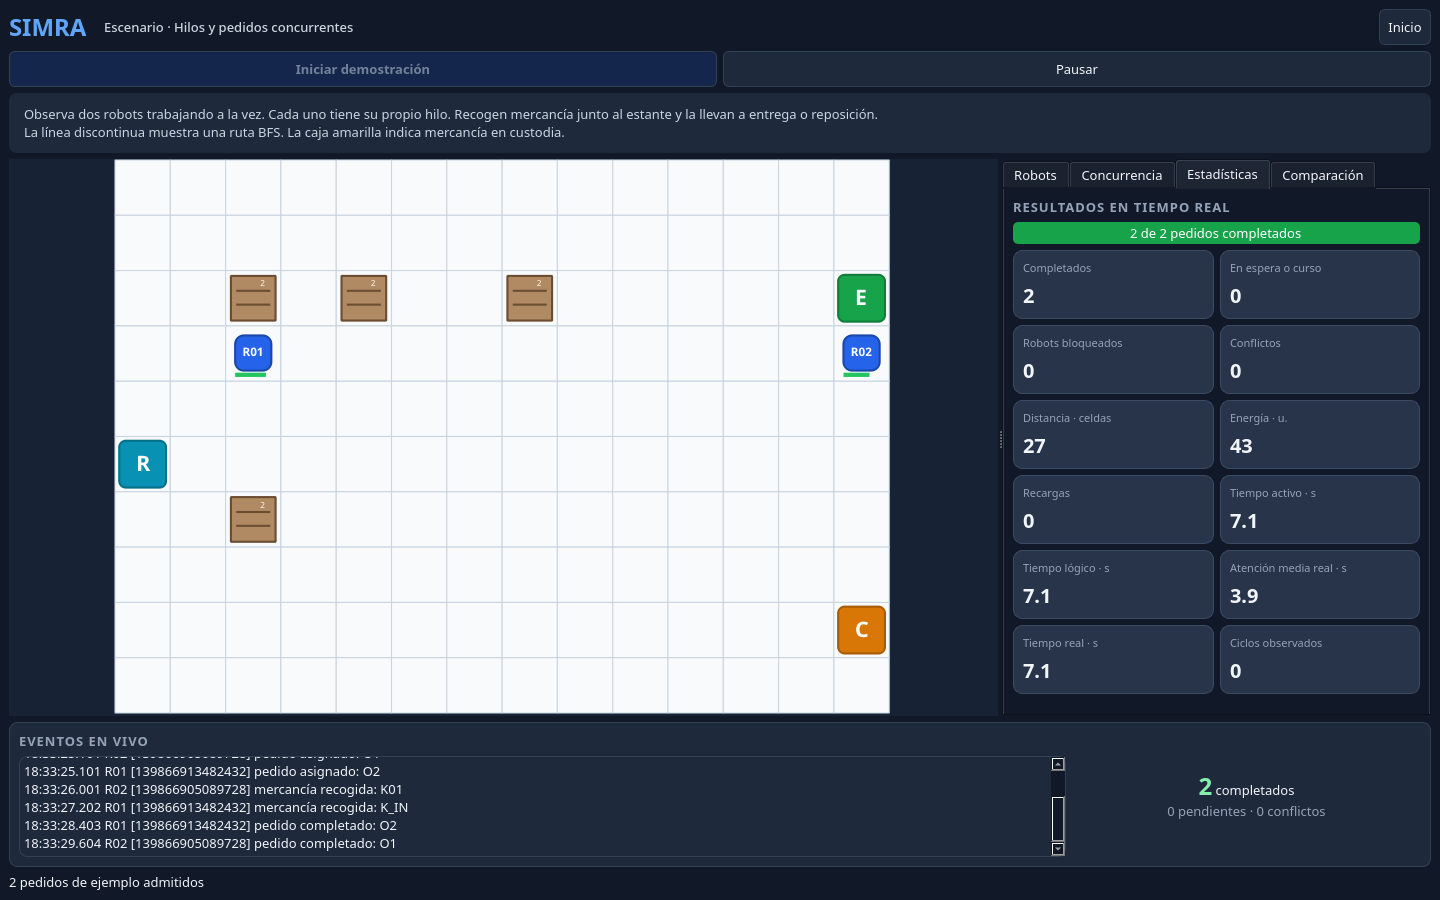 SIMRA
Escenario · Hilos y pedidos concurrentes
Inicio
Iniciar demostración
Pausar
Observa dos robots trabajando a la vez. Cada uno tiene su propio hilo. Recogen mercancía junto al estante y la llevan a entrega o reposición.
La línea discontinua muestra una ruta BFS. La caja amarilla indica mercancía en custodia.
2
2
2
E
R01
R02
R
2
C
Robots
Concurrencia
Estadísticas
Comparación
RESULTADOS EN TIEMPO REAL
2 de 2 pedidos completados
Completados
2
En espera o curso
0
Robots bloqueados
0
Conflictos
0
Distancia · celdas
27
Energía · u.
43
Recargas
0
Tiempo activo · s
7.1
Tiempo lógico · s
7.1
Atención media real · s
3.9
Tiempo real · s
7.1
Ciclos observados
0
EVENTOS EN VIVO
18:33:25.101 R01 [139866913482432] pedido asignado: O2
18:33:26.001 R02 [139866905089728] mercancía recogida: K01
18:33:27.202 R01 [139866913482432] mercancía recogida: K_IN
18:33:28.403 R01 [139866913482432] pedido completado: O2
18:33:29.604 R02 [139866905089728] pedido completado: O1
2 completados
0 pendientes · 0 conflictos
2 pedidos de ejemplo admitidos